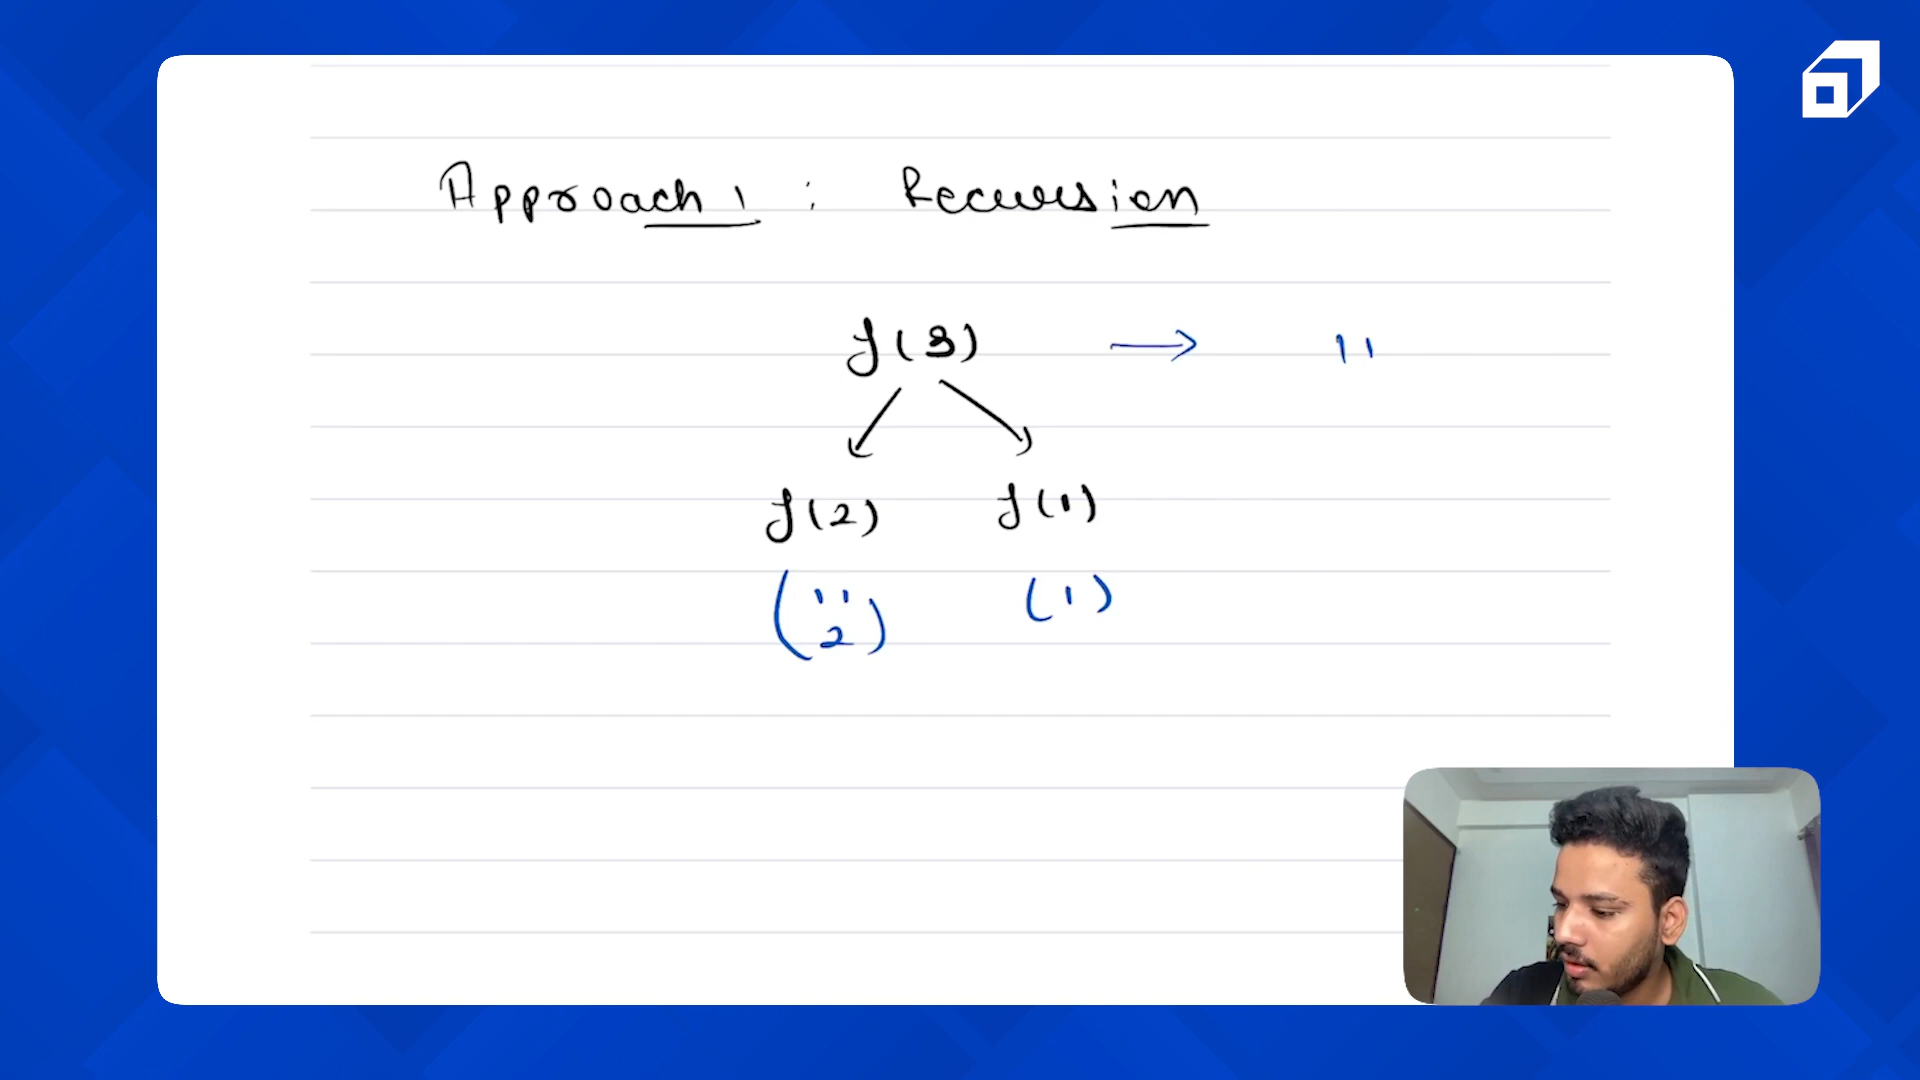 Approach 1 : Recursion
f(3) → 11
f(2) f(1)
(11 (1)
2)